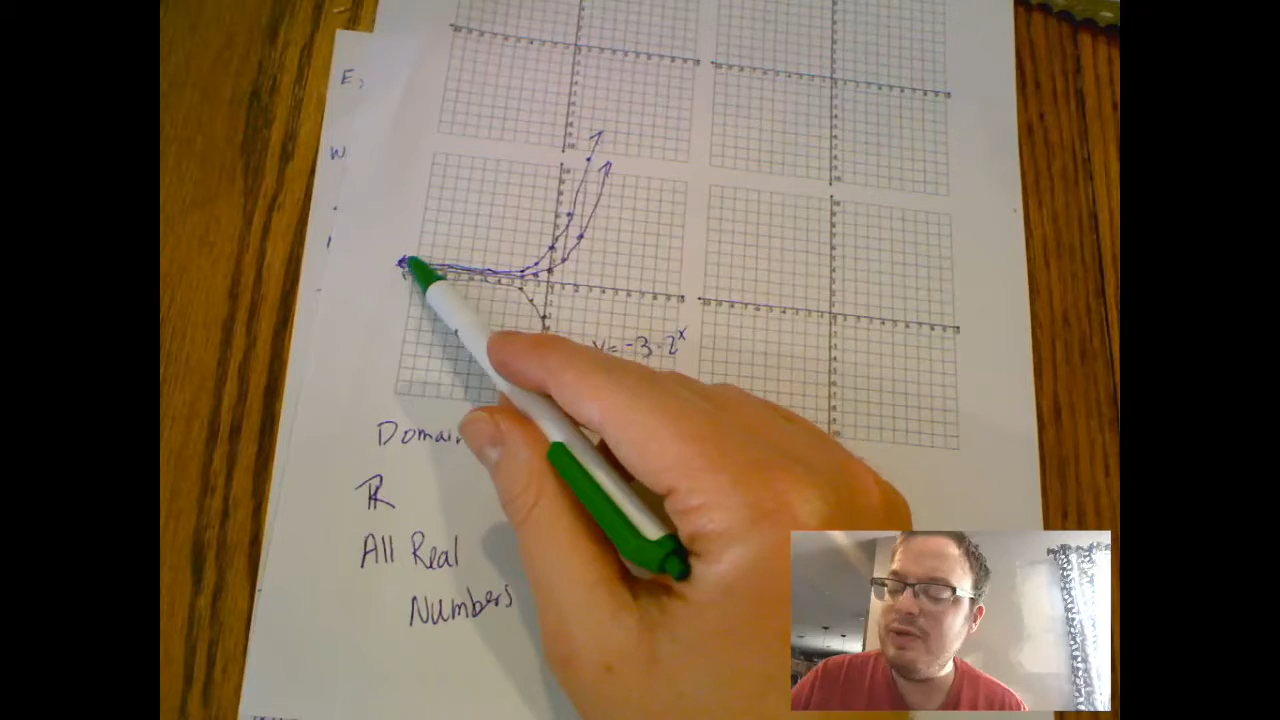 E,
W
y = -3 · 2^x
Domain
ℝ
All Real
Numbers